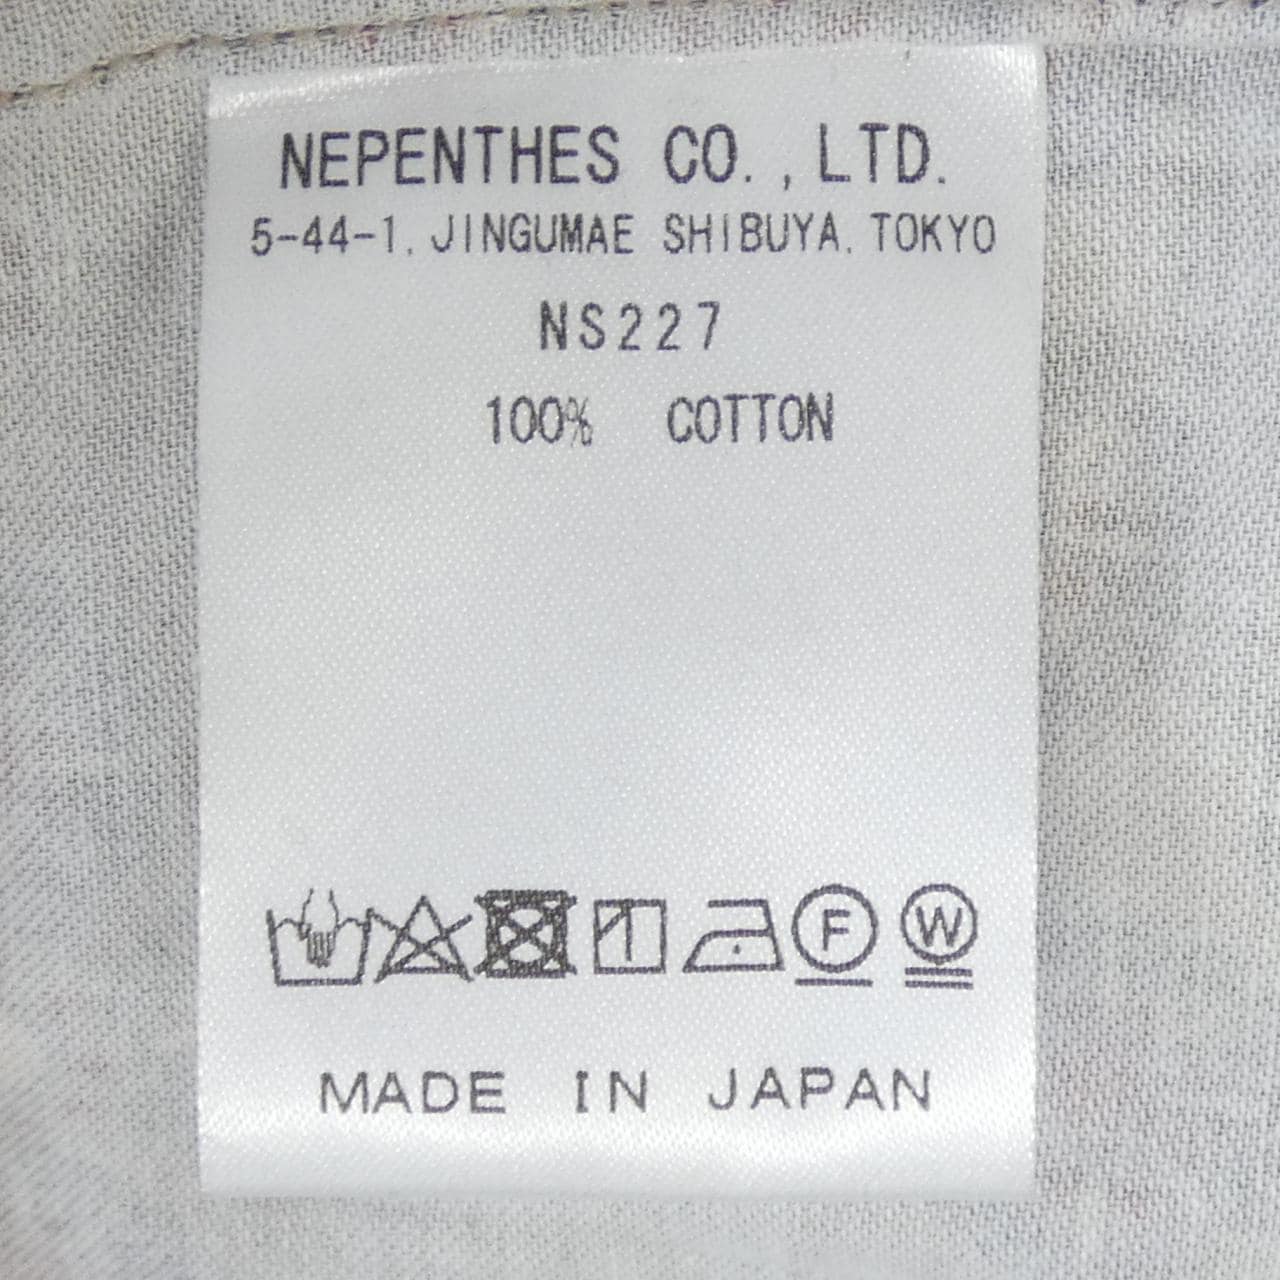 NEPENTHES CO., LTD.
5-44-1, JINGUMAE SHIBUYA, TOKYO
NS227
100% COTTON
F W
MADE IN JAPAN